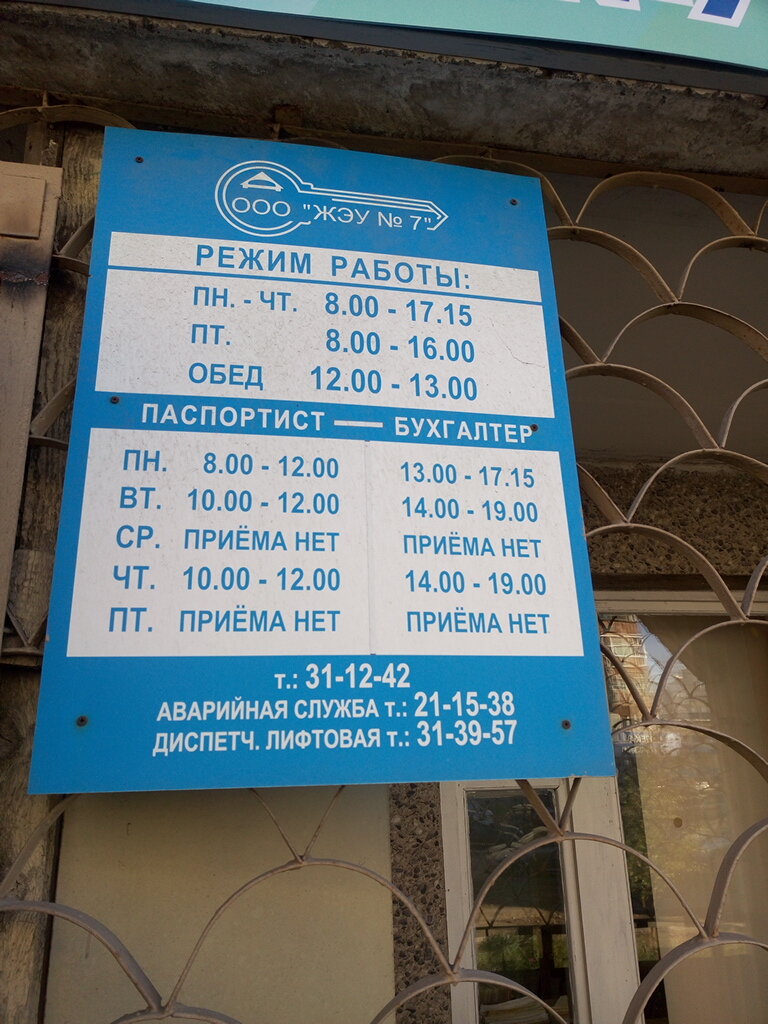 ООО "ЖЭУ № 7"
РЕЖИМ РАБОТЫ:
ПН. - ЧТ. 8.00 - 17.15
ПТ. 8.00 - 16.00
ОБЕД 12.00 - 13.00
ПАСПОРТИСТ — БУХГАЛТЕР
ПН. 8.00 - 12.00 13.00 - 17.15
ВТ. 10.00 - 12.00 14.00 - 19.00
СР. ПРИЁМА НЕТ ПРИЁМА НЕТ
ЧТ. 10.00 - 12.00 14.00 - 19.00
ПТ. ПРИЁМА НЕТ ПРИЁМА НЕТ
т.: 31-12-42
АВАРИЙНАЯ СЛУЖБА т.: 21-15-38
ДИСПЕТЧ. ЛИФТОВАЯ т.: 31-39-57